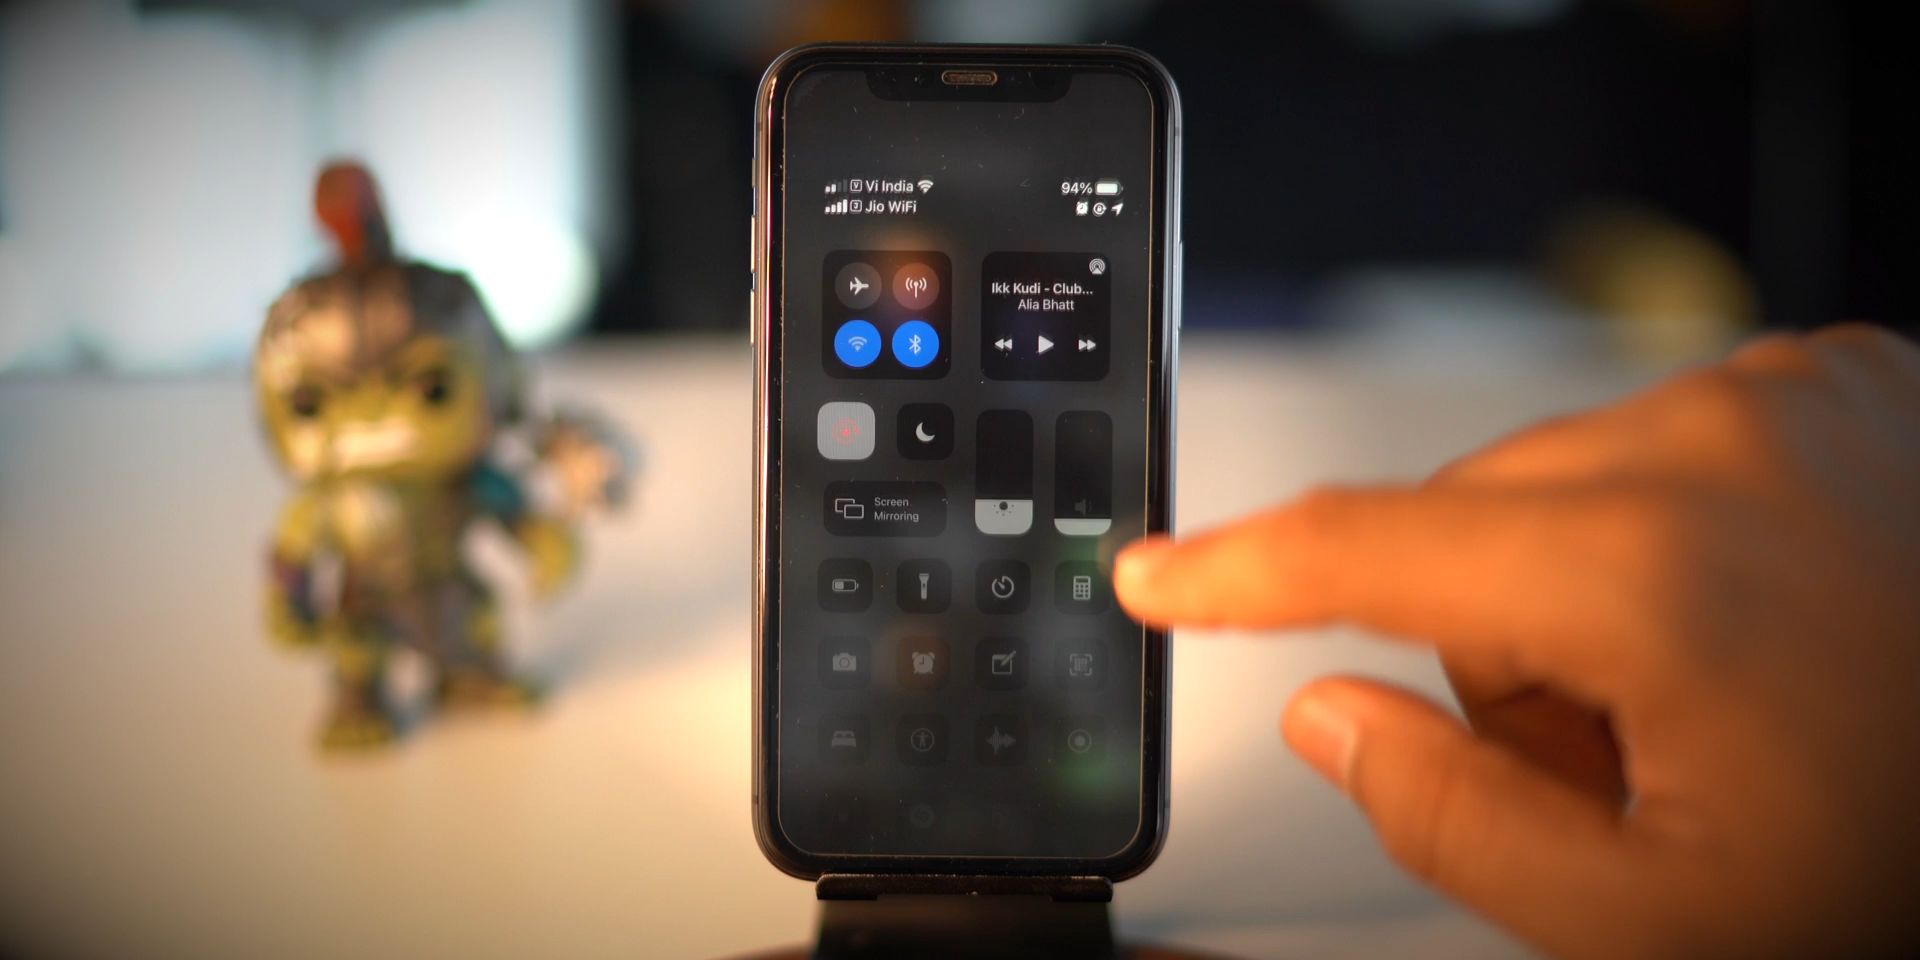 Vi India
94%
Jio WiFi
Ikk Kudi - Club...
Alia Bhatt
Screen
Mirroring